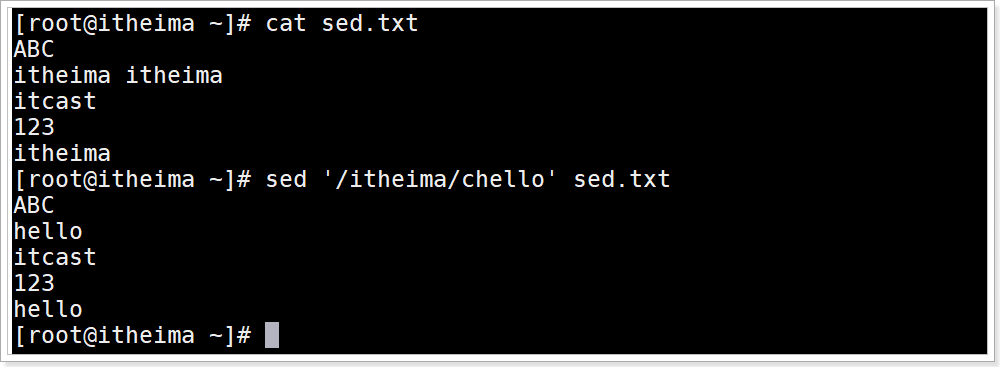 [root@itheima ~]# cat sed.txt
ABC
itheima itheima
itcast
123
itheima
[root@itheima ~]# sed '/itheima/chello' sed.txt
ABC
hello
itcast
123
hello
[root@itheima ~]#